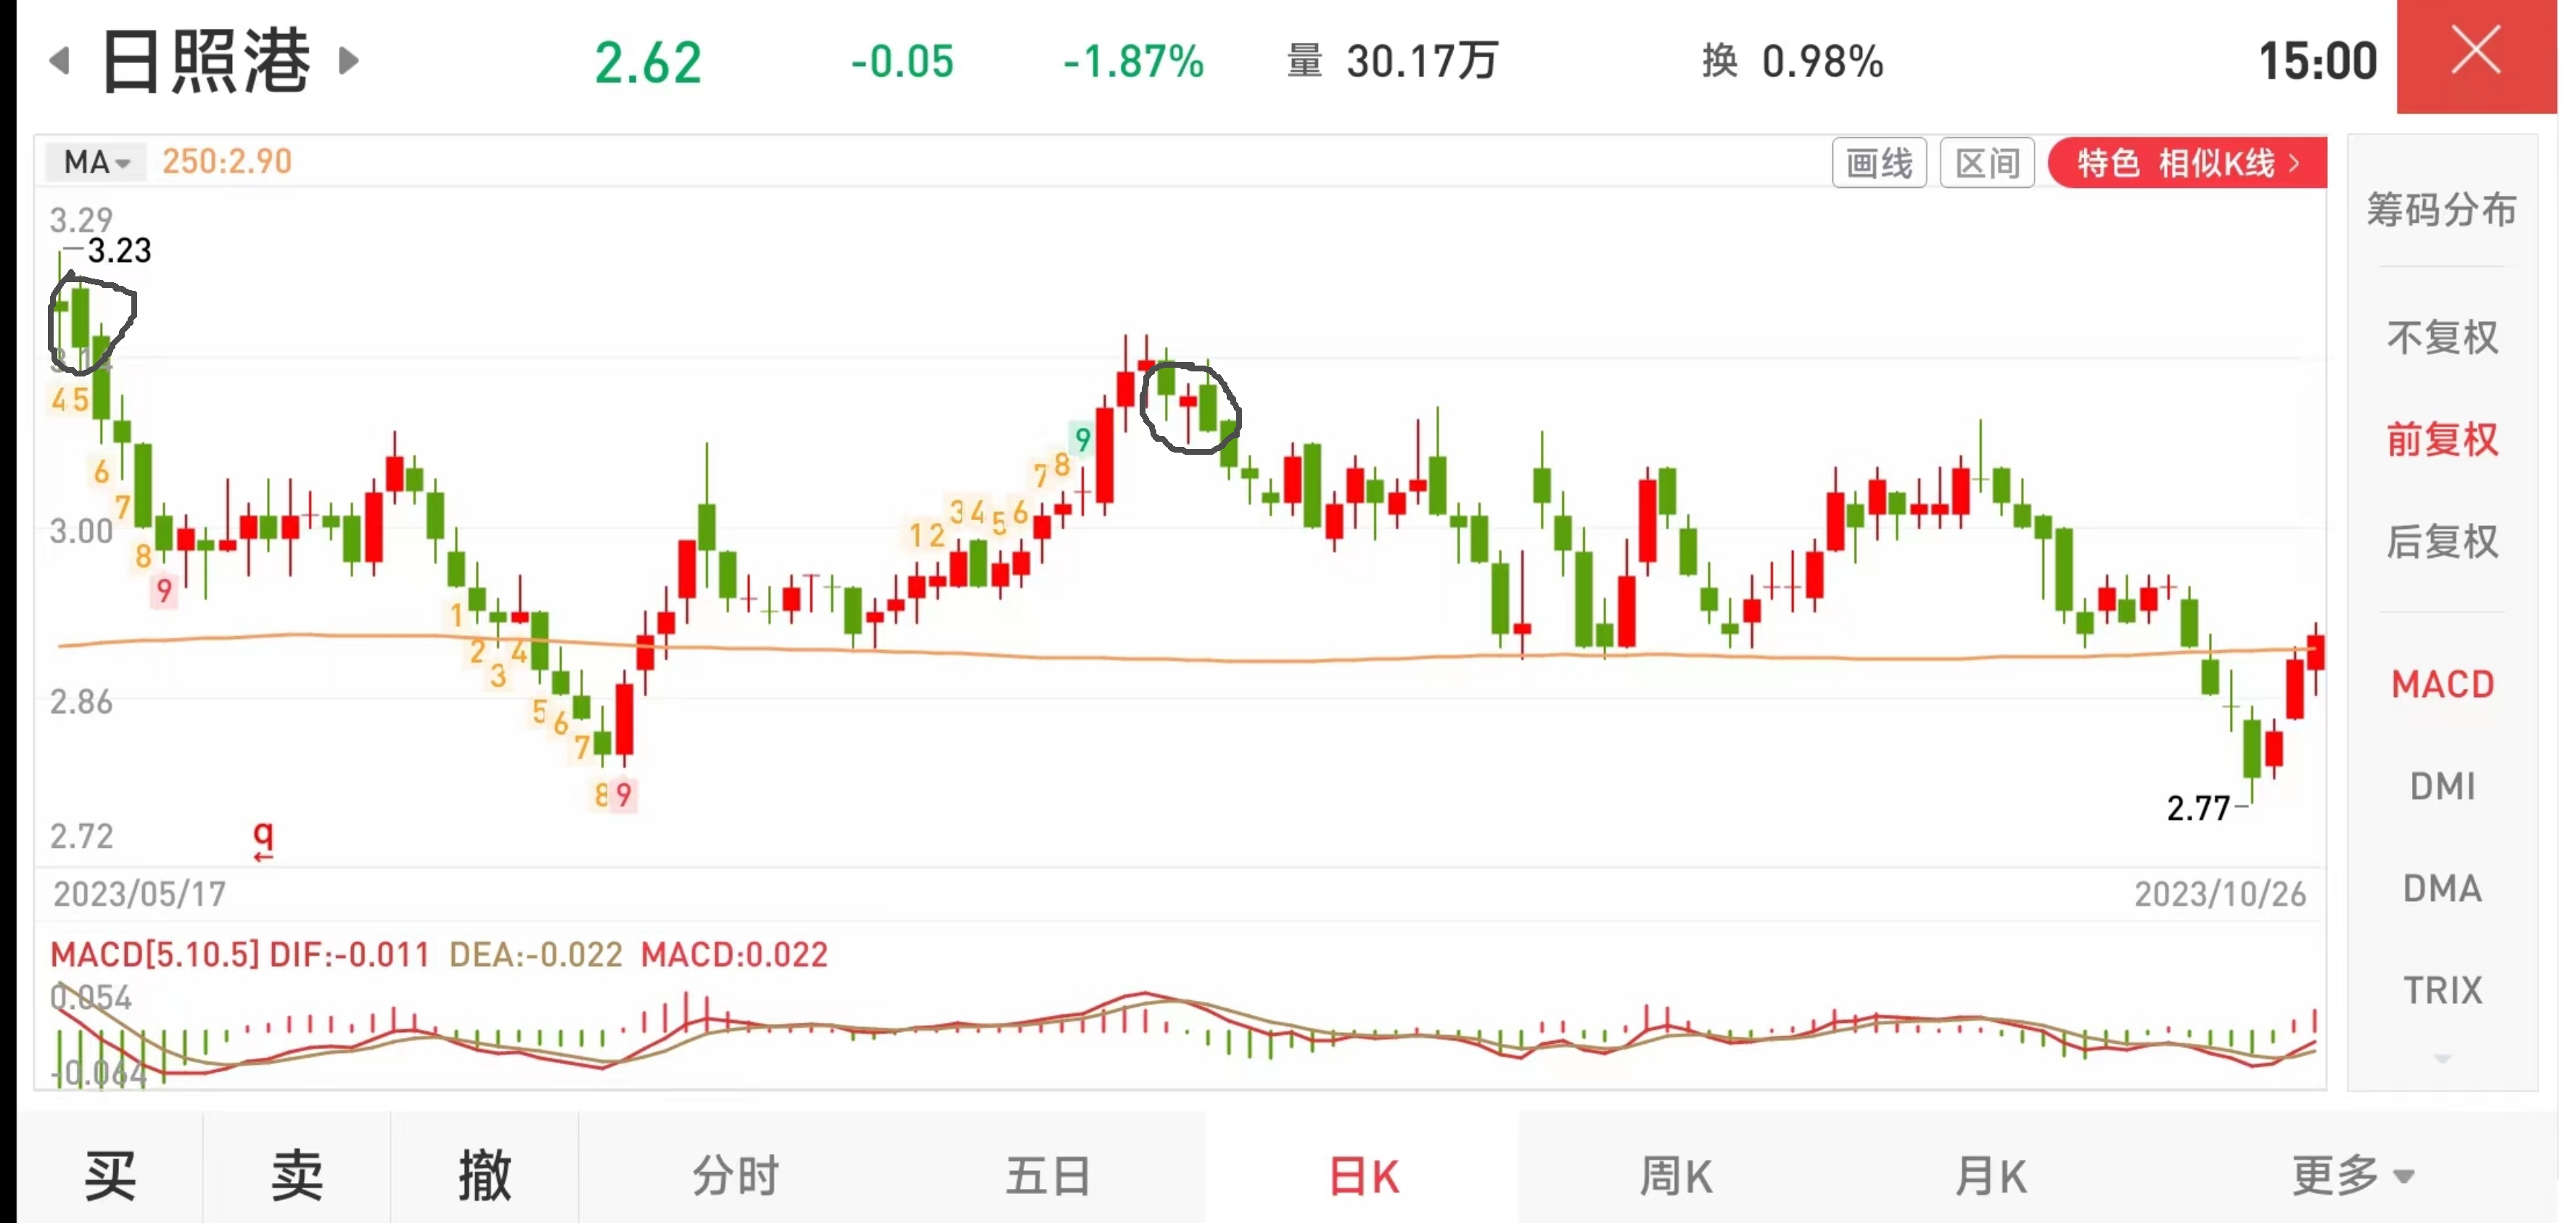 日照港 2.62 -0.05 -1.87% 量 30.17万 换 0.98% 15:00
MA 250:2.90 画线 区间 特色 相似K线
3.29
3.23
3.14
4 5
6
7
8
9
3.00
1
2
3
4
5
6
7
8
9
1 2
3 4
5 6
7 8
9
2.86
2.77
2.72
q
2023/05/17 2023/10/26
MACD[5.10.5] DIF:-0.011 DEA:-0.022 MACD:0.022
0.054
-0.064
筹码分布
不复权
前复权
后复权
MACD
DMI
DMA
TRIX
买 卖 撤 分时 五日 日K 周K 月K 更多